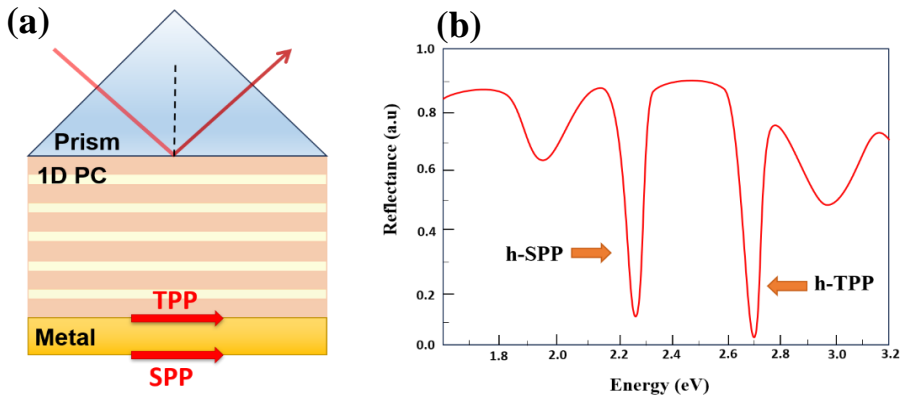 (a)
Prism
1D PC
TPP
Metal
SPP
(b)
Reflectance (a.u)
1.0
0.8
0.6
0.4
0.2
0.0
h-SPP
h-TPP
1.8 2.0 2.2 2.4 2.6 2.8 3.0 3.2
Energy (eV)